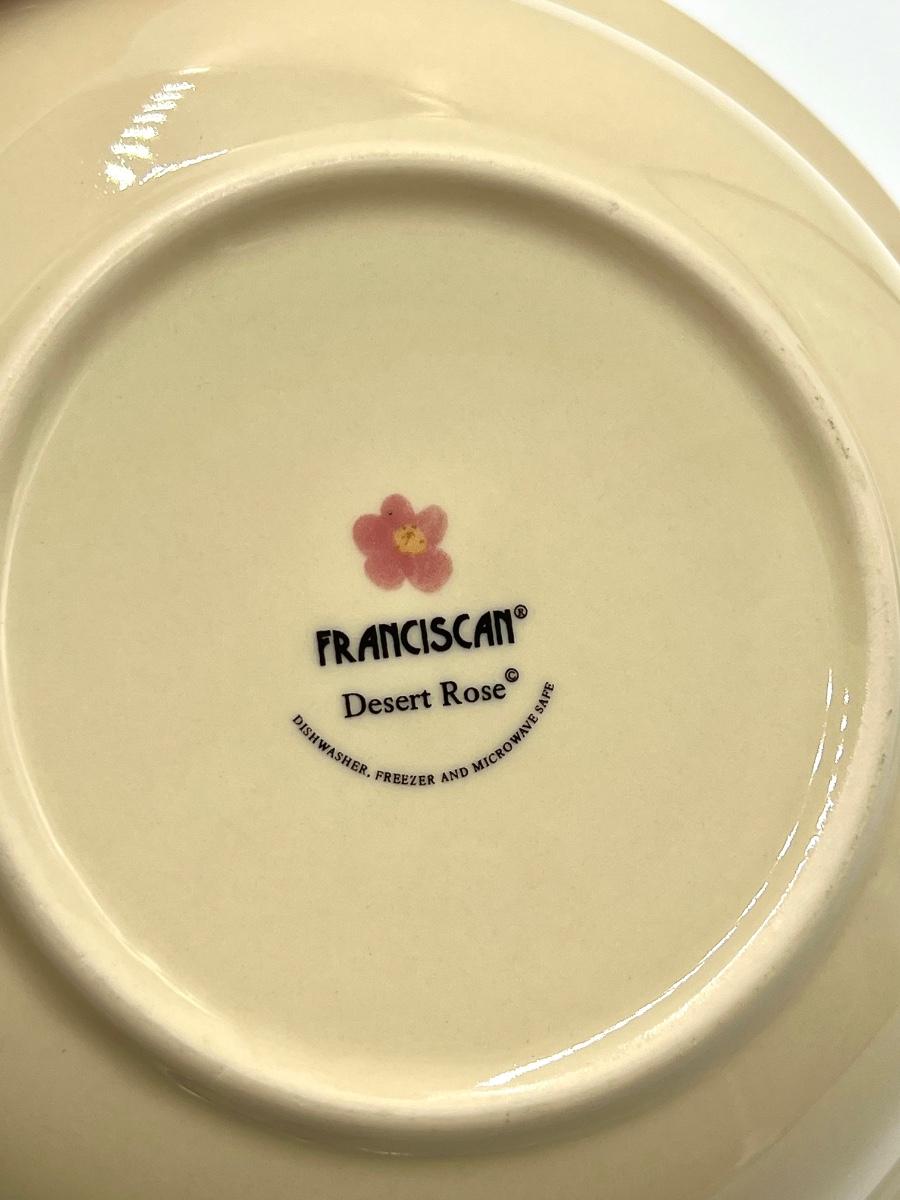 FRANCISCAN®
Desert Rose©
DISHWASHER, FREEZER AND MICROWAVE SAFE